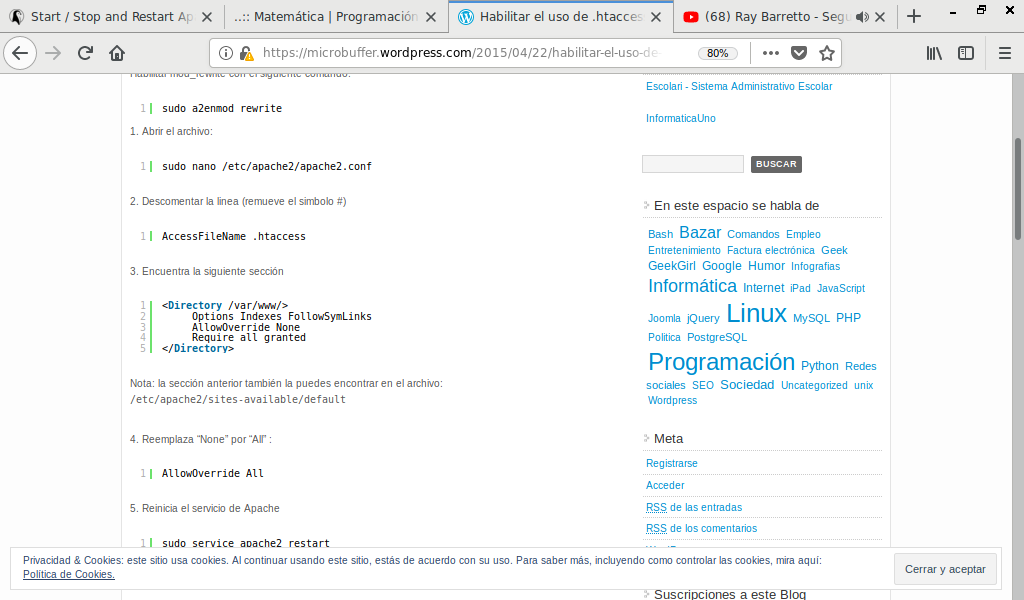 Start / Stop and Restart Ap
..:: Matemática | Programación
Habilitar el uso de .htacces
(68) Ray Barretto - Segu
https://microbuffer.wordpress.com/2015/04/22/habilitar-el-uso-de-
80%
Habilitar mod_rewrite con el siguiente comando:
1 sudo a2enmod rewrite
1. Abrir el archivo:
1 sudo nano /etc/apache2/apache2.conf
2. Descomentar la linea (remueve el simbolo #)
1 AccessFileName .htaccess
3. Encuentra la siguiente sección
1 <Directory /var/www/>
2 Options Indexes FollowSymLinks
3 AllowOverride None
4 Require all granted
5 </Directory>
Nota: la sección anterior también la puedes encontrar en el archivo:
/etc/apache2/sites-available/default
4. Reemplaza “None” por “All” :
1 AllowOverride All
5. Reinicia el servicio de Apache
1 sudo service apache2 restart
Escolari - Sistema Administrativo Escolar
InformaticaUno
BUSCAR
En este espacio se habla de
Bash Bazar Comandos Empleo
Entretenimiento Factura electrónica Geek
GeekGirl Google Humor Infografías
Informática Internet iPad JavaScript
Joomla jQuery Linux MySQL PHP
Politica PostgreSQL
Programación Python Redes
sociales SEO Sociedad Uncategorized unix
Wordpress
Meta
Registrarse
Acceder
RSS de las entradas
RSS de los comentarios
Suscripciones a este Blog
Privacidad & Cookies: este sitio usa cookies. Al continuar usando este sitio, estás de acuerdo con su uso. Para saber más, incluyendo como controlar las cookies, mira aquí:
Política de Cookies.
Cerrar y aceptar